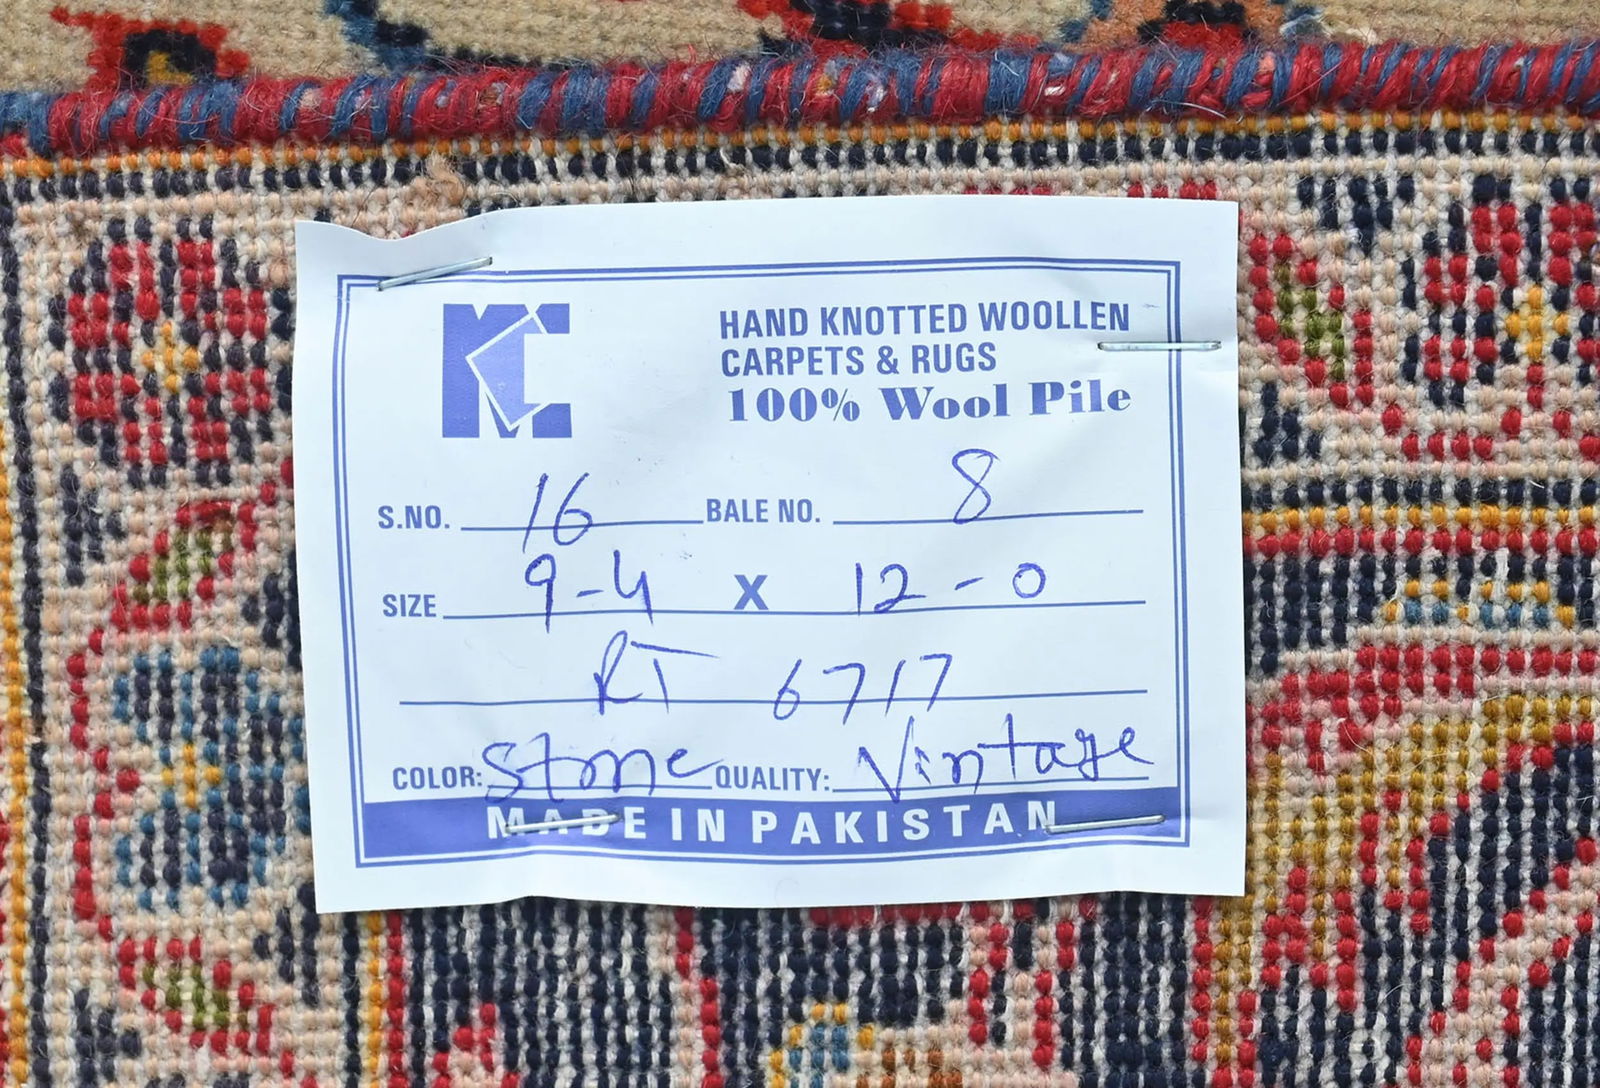 MC
HAND KNOTTED WOOLLEN
CARPETS & RUGS
100% Wool Pile
S.NO. 16 BALE NO. 8
SIZE 9-4 X 12-0
RT 6717
COLOR: Stone QUALITY: Vintage
MADE IN PAKISTAN